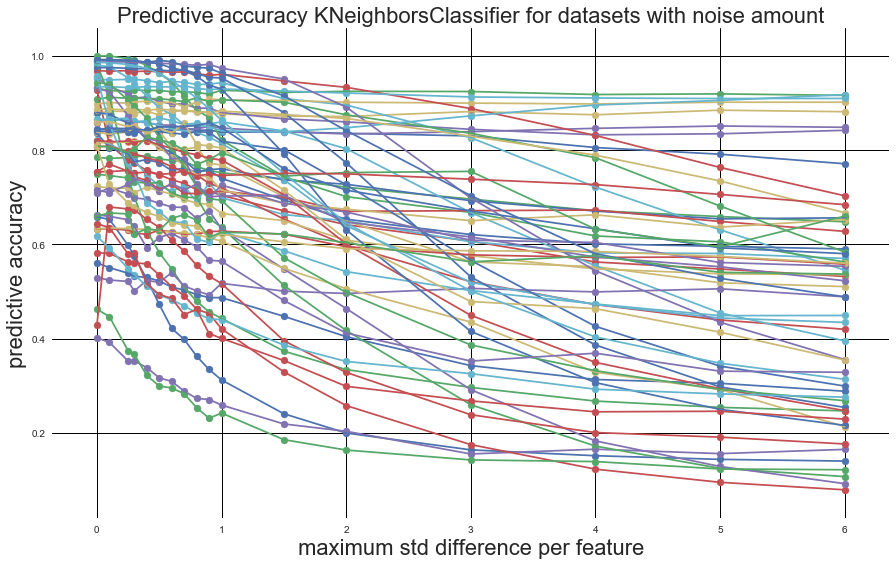 Predictive accuracy KNeighborsClassifier for datasets with noise amount
1.0
0.8
0.6
0.4
0.2
predictive accuracy
0 1 2 3 4 5 6
maximum std difference per feature